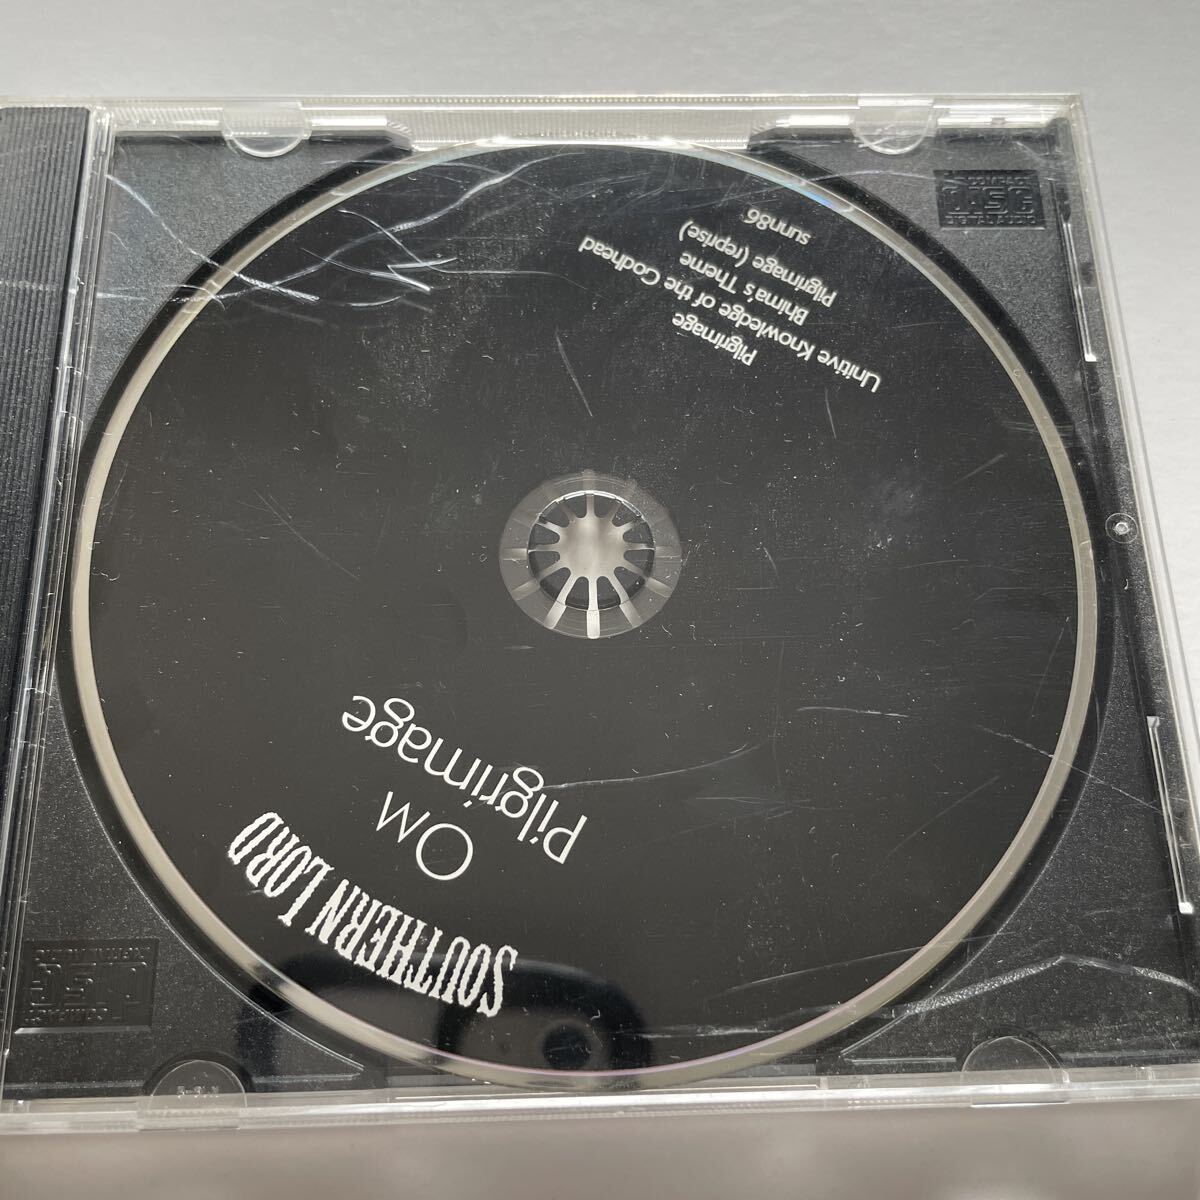 SOUTHERN LORD
OM
Pilgrimage
Pilgrimage
Unitive Knowledge of the Godhead
Bhima's Theme
Pilgrimage (reprise)
sunn86